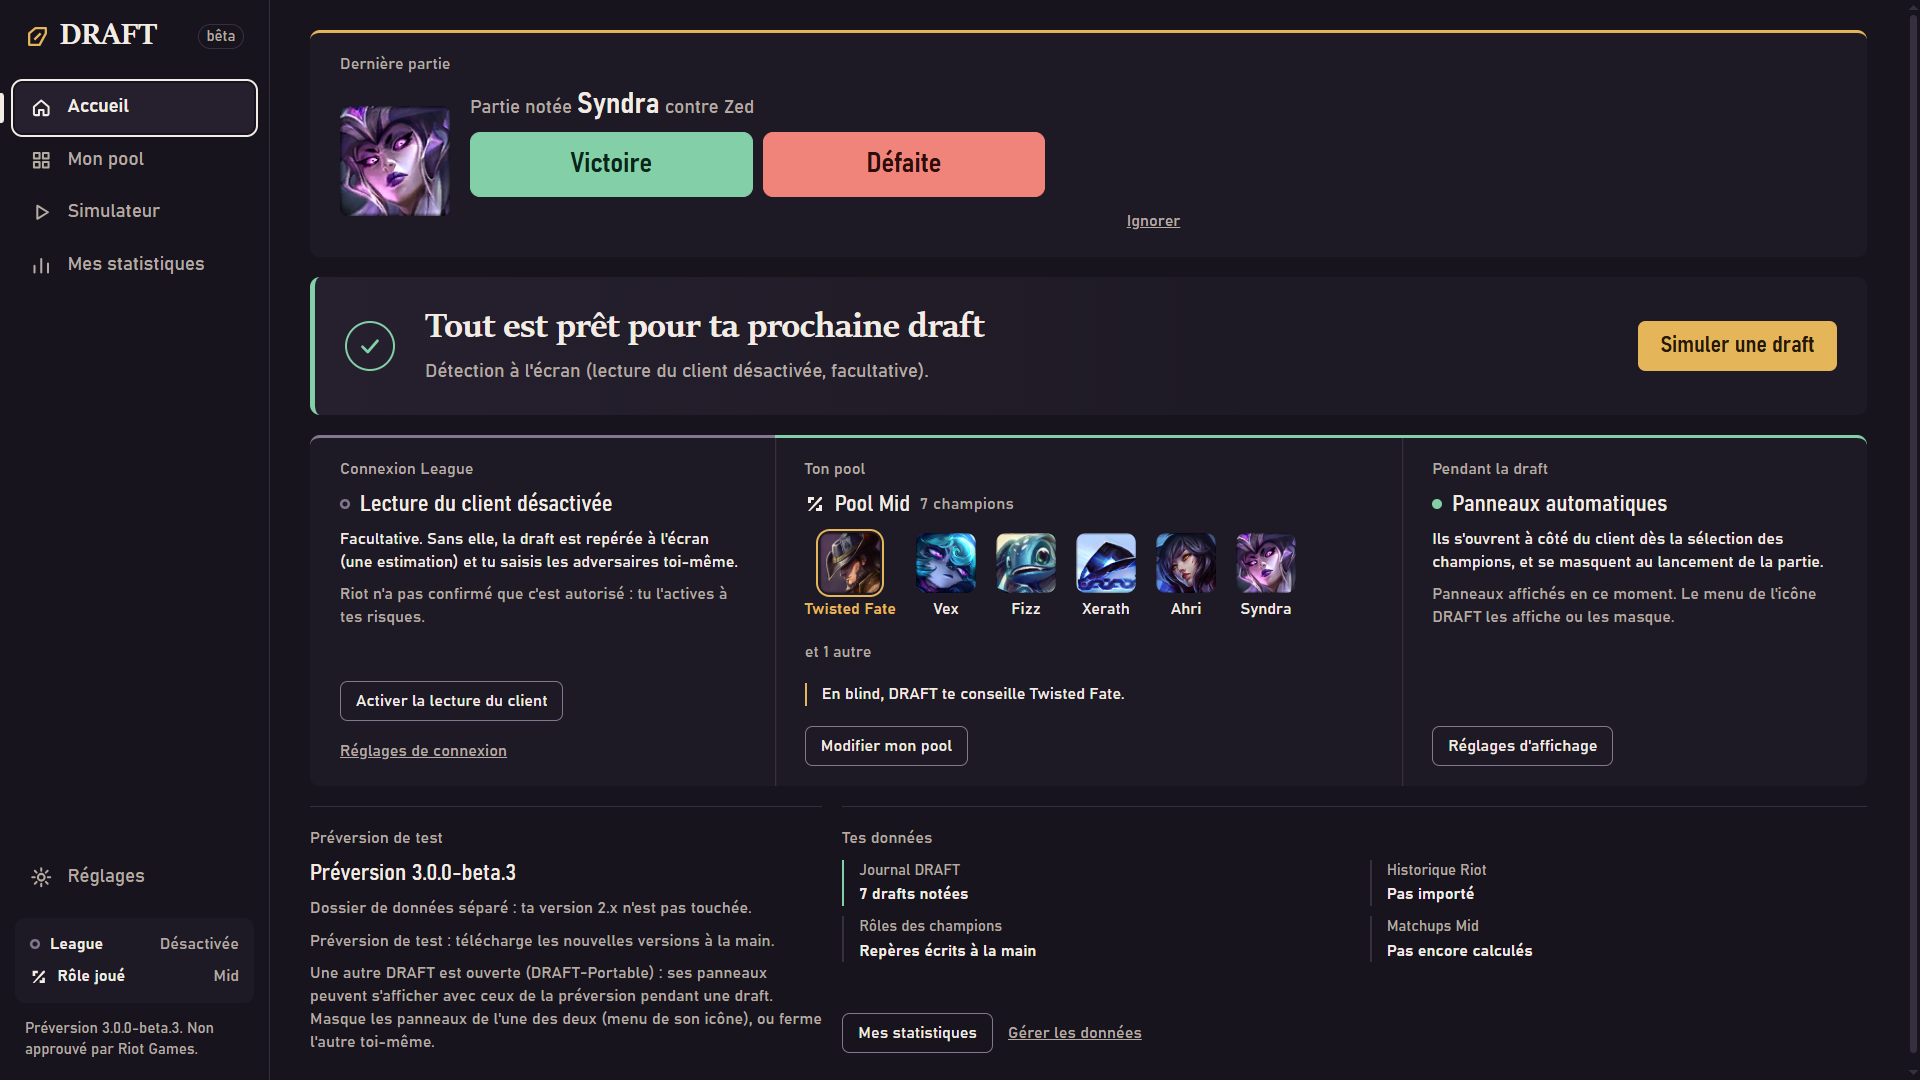 DRAFT
bêta
Accueil
Mon pool
Simulateur
Mes statistiques
Réglages
League
Désactivée
Rôle joué
Mid
Préversion 3.0.0-beta.3. Non
approuvé par Riot Games.
Dernière partie
Partie notée Syndra contre Zed
Victoire
Défaite
Ignorer
Tout est prêt pour ta prochaine draft
Détection à l'écran (lecture du client désactivée, facultative).
Simuler une draft
Connexion League
Lecture du client désactivée
Facultative. Sans elle, la draft est repérée à l'écran
(une estimation) et tu saisis les adversaires toi-même.
Riot n'a pas confirmé que c'est autorisé : tu l'actives à
tes risques.
Activer la lecture du client
Réglages de connexion
Ton pool
Pool Mid 7 champions
Twisted Fate
Vex
Fizz
Xerath
Ahri
Syndra
et 1 autre
En blind, DRAFT te conseille Twisted Fate.
Modifier mon pool
Pendant la draft
Panneaux automatiques
Ils s'ouvrent à côté du client dès la sélection des
champions, et se masquent au lancement de la partie.
Panneaux affichés en ce moment. Le menu de l'icône
DRAFT les affiche ou les masque.
Réglages d'affichage
Préversion de test
Préversion 3.0.0-beta.3
Dossier de données séparé : ta version 2.x n'est pas touchée.
Préversion de test : télécharge les nouvelles versions à la main.
Une autre DRAFT est ouverte (DRAFT-Portable) : ses panneaux
peuvent s'afficher avec ceux de la préversion pendant une draft.
Masque les panneaux de l'une des deux (menu de son icône), ou ferme
l'autre toi-même.
Tes données
Journal DRAFT
7 drafts notées
Historique Riot
Pas importé
Rôles des champions
Repères écrits à la main
Matchups Mid
Pas encore calculés
Mes statistiques
Gérer les données